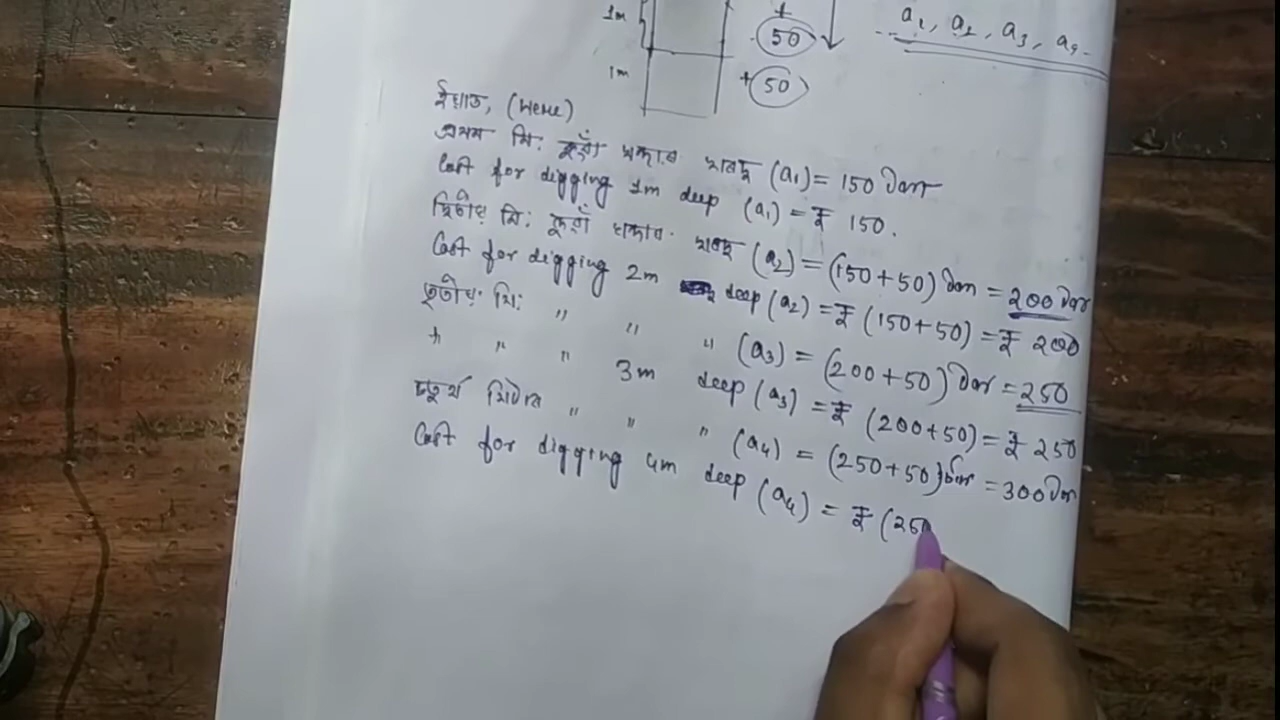 1m
+
50
a₁, a₂, a₃, a₄
1m
+ 50
ইয়াত, (Here)
প্ৰথম মি: কুৱাঁ খন্দাৰ খৰছ (a₁) = 150 টকা
Cost for digging 1m deep (a₁) = ₹ 150.
দ্বিতীয় মি: কুৱাঁ খন্দাৰ খৰছ (a₂) = (150+50) টকা = 200 টকা
Cost for digging 2m deep (a₂) = ₹ (150+50) = ₹ 200
তৃতীয় মি: " " " (a₃) = (200+50) টকা = 250
" " " 3m deep (a₃) = ₹ (200+50) = ₹ 250
চতুৰ্থ মিটাৰ " " " (a₄) = (250+50) টকা = 300 টকা
Cost for digging 4m deep (a₄) = ₹ (250